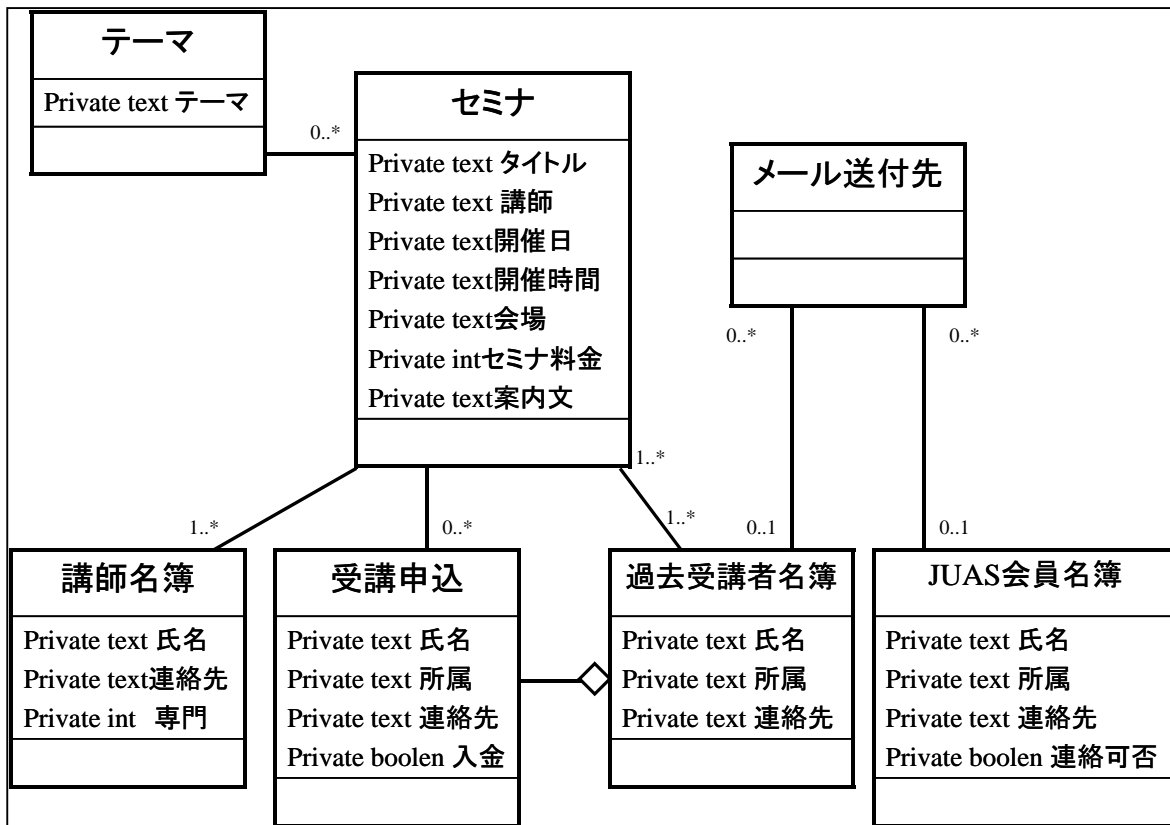 テーマ
Private text テーマ
0..*
セミナ
Private text タイトル
Private text 講師
Private text開催日
Private text開催時間
Private text会場
Private intセミナ料金
Private text案内文
メール送付先
0..*
0..*
1..*
1..*
0..*
1..*
0..1
0..1
講師名簿
Private text 氏名
Private text連絡先
Private int 専門
受講申込
Private text 氏名
Private text 所属
Private text 連絡先
Private boolen 入金
過去受講者名簿
Private text 氏名
Private text 所属
Private text 連絡先
JUAS会員名簿
Private text 氏名
Private text 所属
Private text 連絡先
Private boolen 連絡可否